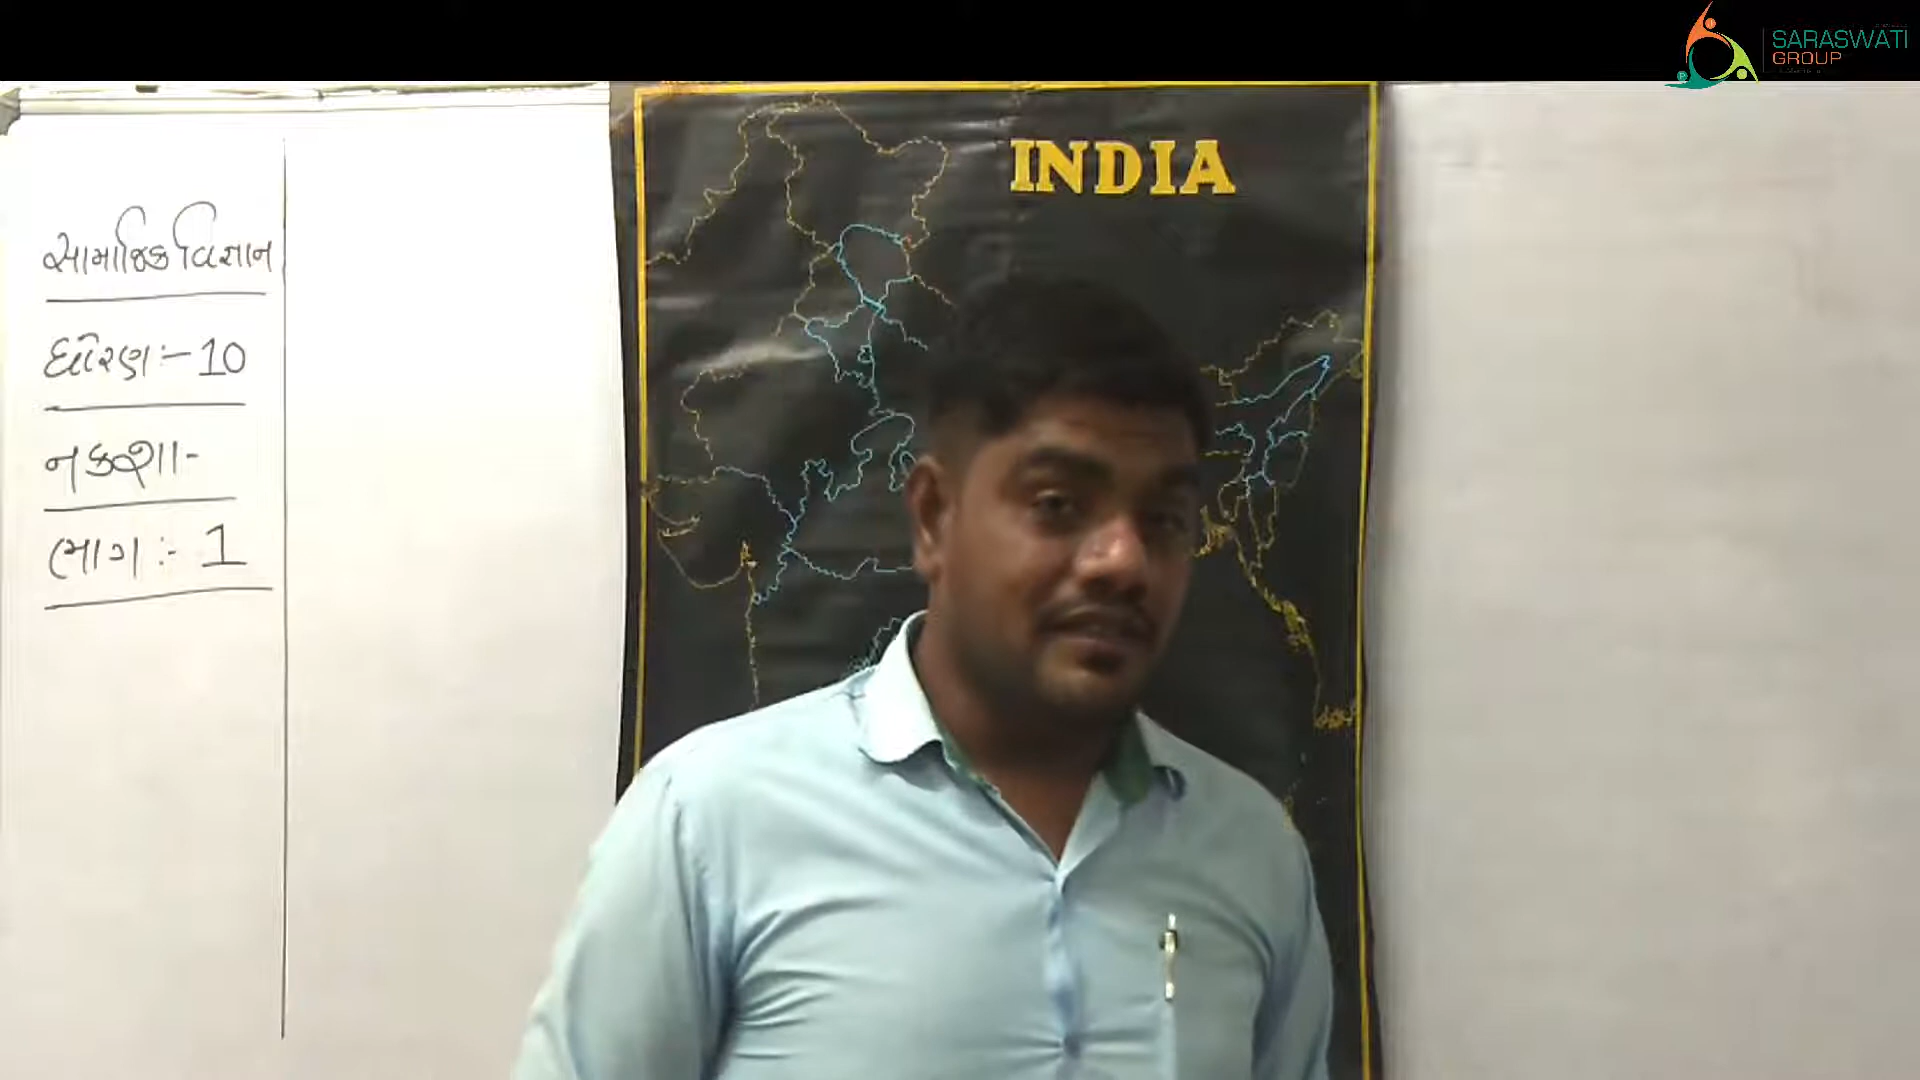 SARASWATI
GROUP
INDIA
સામાજિક વિજ્ઞાન
ધોરણ:- 10
નકશા-
ભાગ:- 1